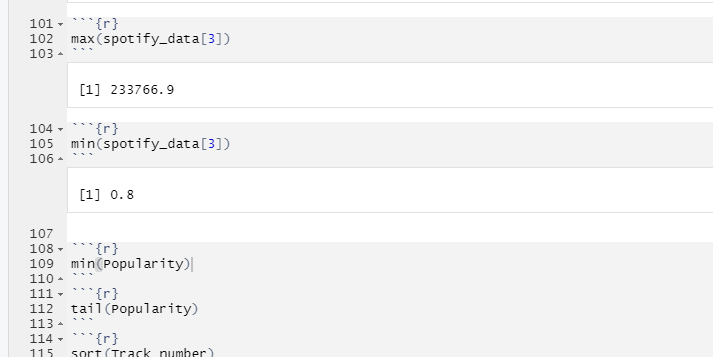 101 ```{r}
102 max(spotify_data[3])
103 ```
[1] 233766.9
104 ```{r}
105 min(spotify_data[3])
106 ```
[1] 0.8
107
108 ```{r}
109 min(Popularity)
110 ```
111 ```{r}
112 tail(Popularity)
113 ```
114 ```{r}
115 sort(Track_number)